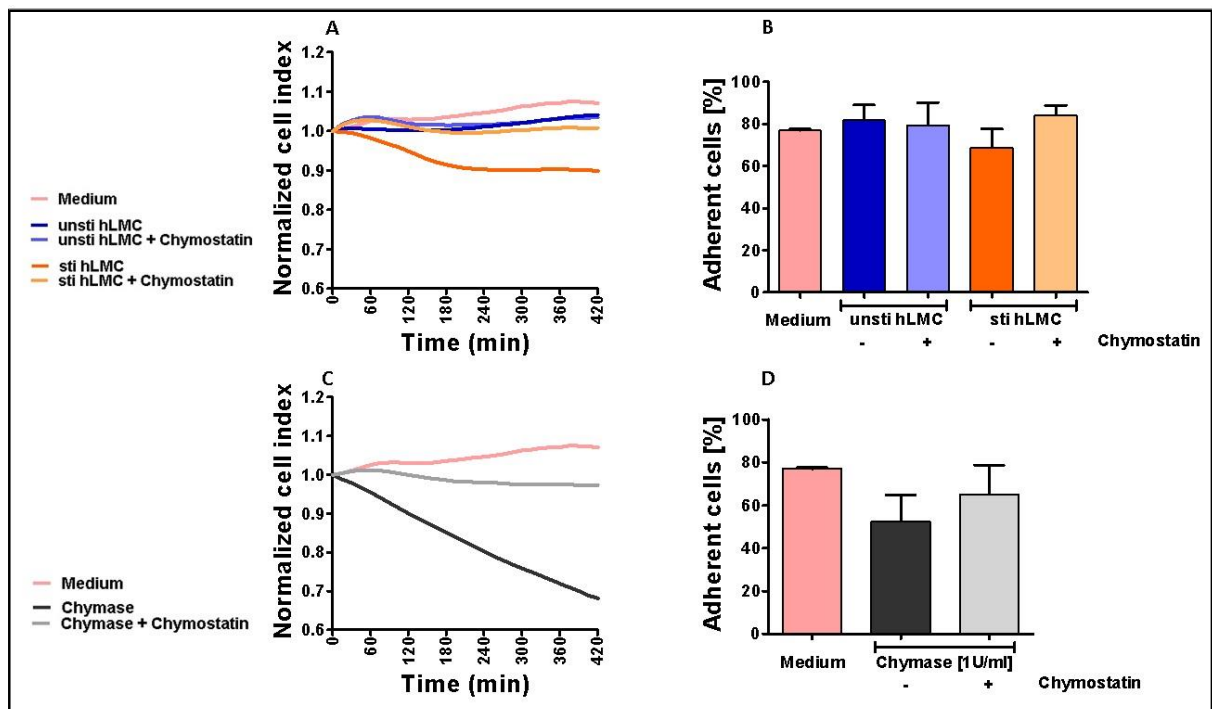 A
1.2
1.1
1.0
0.9
0.8
0.7
0.6
Normalized cell index
0
60
120
180
240
300
360
420
Time (min)
Medium
unsti hLMC
unsti hLMC + Chymostatin
sti hLMC
sti hLMC + Chymostatin
B
100
80
60
40
20
0
Adherent cells [%]
Medium
unsti hLMC
sti hLMC
- + - + Chymostatin
C
1.2
1.1
1.0
0.9
0.8
0.7
0.6
Normalized cell index
0
60
120
180
240
300
360
420
Time (min)
Medium
Chymase
Chymase + Chymostatin
D
100
80
60
40
20
0
Adherent cells [%]
Medium
Chymase [1U/ml]
- + Chymostatin